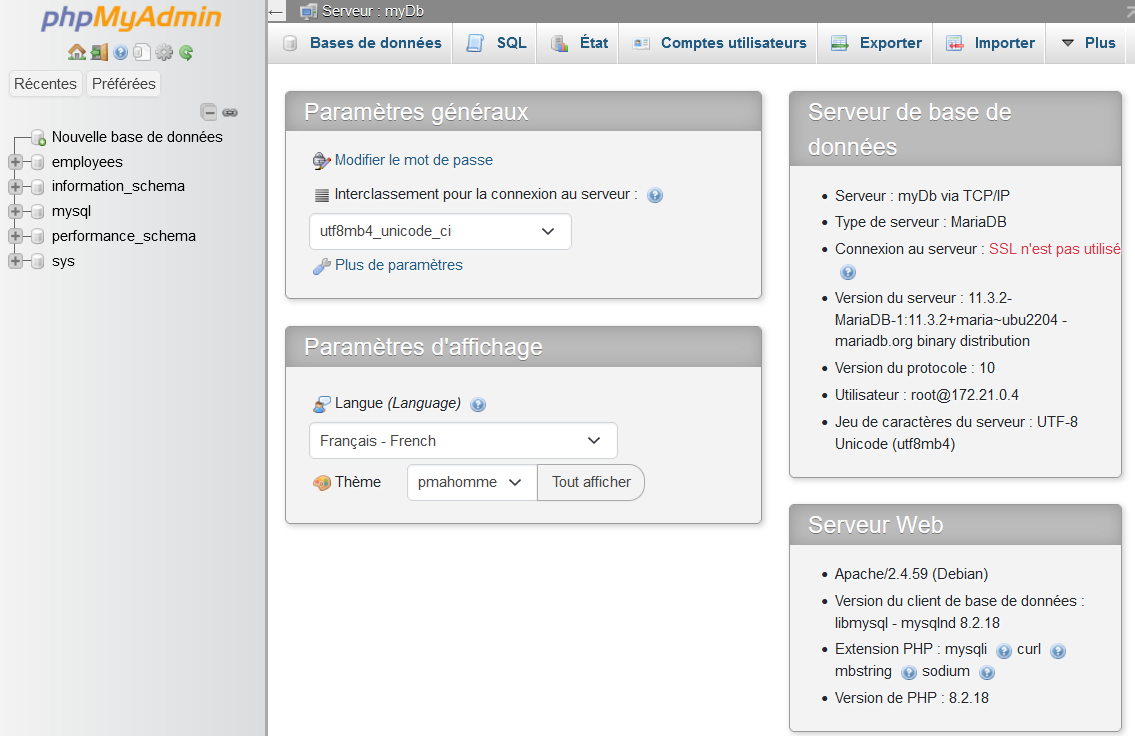 phpMyAdmin
Récentes
Préférées
Nouvelle base de données
employees
information_schema
mysql
performance_schema
sys
Serveur : myDb
Bases de données
SQL
État
Comptes utilisateurs
Exporter
Importer
Plus
Paramètres généraux
Modifier le mot de passe
Interclassement pour la connexion au serveur :
utf8mb4_unicode_ci
Plus de paramètres
Paramètres d'affichage
Langue (Language)
Français - French
Thème
pmahomme
Tout afficher
Serveur de base de
données
Serveur : myDb via TCP/IP
Type de serveur : MariaDB
Connexion au serveur : SSL n'est pas utilisé
Version du serveur : 11.3.2-
MariaDB-1:11.3.2+maria~ubu2204 -
mariadb.org binary distribution
Version du protocole : 10
Utilisateur : root@172.21.0.4
Jeu de caractères du serveur : UTF-8
Unicode (utf8mb4)
Serveur Web
Apache/2.4.59 (Debian)
Version du client de base de données :
libmysql - mysqlnd 8.2.18
Extension PHP : mysqli curl
mbstring sodium
Version de PHP : 8.2.18